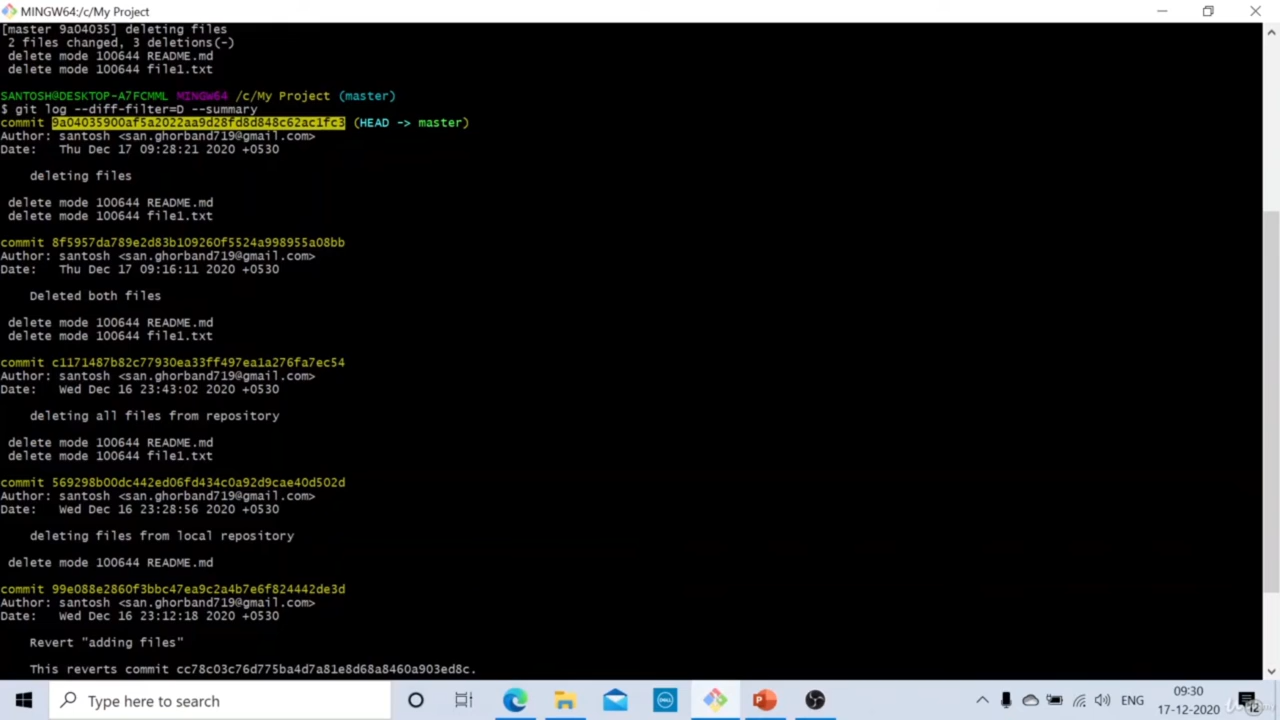 MINGW64:/c/My Project
[master 9a04035] deleting files
2 files changed, 3 deletions(-)
delete mode 100644 README.md
delete mode 100644 file1.txt
SANTOSH@DESKTOP-A7FCMML MINGW64 /c/My Project (master)
$ git log --diff-filter=D --summary
commit 9a04035900af5a2022aa9d28fd8d848c62ac1fc3 (HEAD -> master)
Author: santosh <san.ghorband719@gmail.com>
Date:   Thu Dec 17 09:28:21 2020 +0530
deleting files
delete mode 100644 README.md
delete mode 100644 file1.txt
commit 8f5957da789e2d83b109260f5524a998955a08bb
Author: santosh <san.ghorband719@gmail.com>
Date:   Thu Dec 17 09:16:11 2020 +0530
Deleted both files
delete mode 100644 README.md
delete mode 100644 file1.txt
commit c1171487b82c77930ea33ff497ea1a276fa7ec54
Author: santosh <san.ghorband719@gmail.com>
Date:   Wed Dec 16 23:43:02 2020 +0530
deleting all files from repository
delete mode 100644 README.md
delete mode 100644 file1.txt
commit 569298b00dc442ed06fd434c0a92d9cae40d502d
Author: santosh <san.ghorband719@gmail.com>
Date:   Wed Dec 16 23:28:56 2020 +0530
deleting files from local repository
delete mode 100644 README.md
commit 99e088e2860f3bbc47ea9c2a4b7e6f824442de3d
Author: santosh <san.ghorband719@gmail.com>
Date:   Wed Dec 16 23:12:18 2020 +0530
Revert "adding files"
This reverts commit cc78c03c76d775ba4d7a81e8d68a8460a903ed8c.
Type here to search
DELL
ENG
09:30
17-12-2020
12